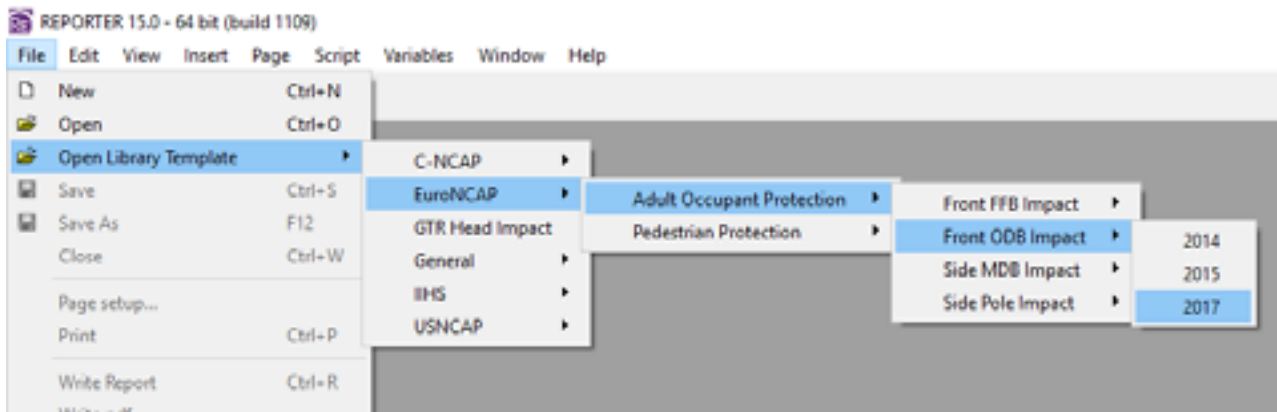 REPORTER 15.0 - 64 bit (build 1109)
File Edit View Insert Page Script Variables Window Help
New Ctrl+N
Open Ctrl+O
Open Library Template
Save Ctrl+S
Save As F12
Close Ctrl+W
Page setup...
Print Ctrl+P
Write Report Ctrl+R
Write pdf
C-NCAP
EuroNCAP
GTR Head Impact
General
IIHS
USNCAP
Adult Occupant Protection
Pedestrian Protection
Front FFB Impact
Front ODB Impact
Side MDB Impact
Side Pole Impact
2014
2015
2017